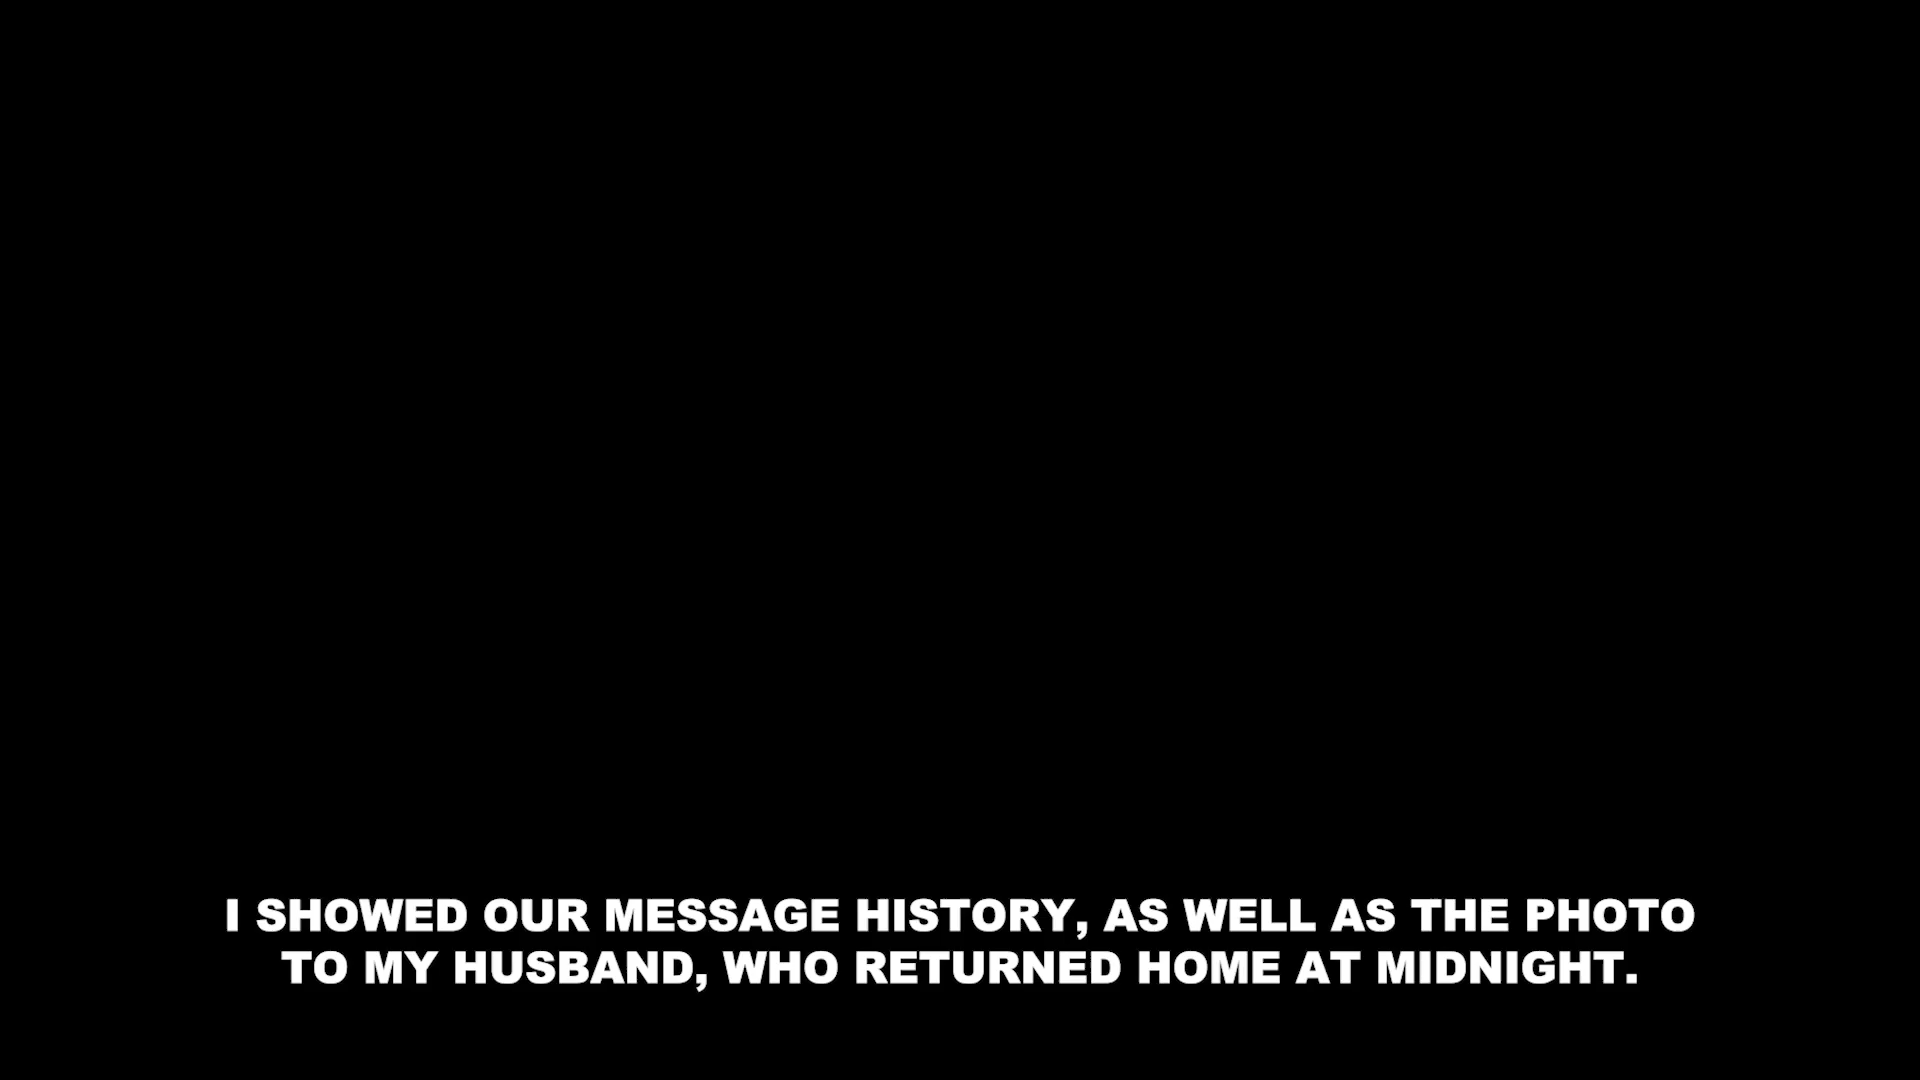 I SHOWED OUR MESSAGE HISTORY, AS WELL AS THE PHOTO
TO MY HUSBAND, WHO RETURNED HOME AT MIDNIGHT.